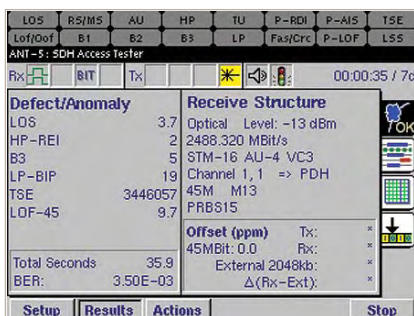 LOS RS/MS AU HP TU P-RDI P-AIS TSE
Lof/Oof B1 B2 B3 LP Fas/Crc P-LOF LSS
ANT-5: SDH Access Tester
Rx BIT Tx 00:00:35 / 7d
Defect/Anomaly
LOS 3.7
HP-REI 2
B3 5
LP-BIP 19
TSE 3446057
LOF-45 9.7
Total Seconds 35.9
BER: 3.50E-03
Receive Structure
Optical Level: -13 dBm
2488.320 MBit/s
STM-16 AU-4 VC3
Channel 1,1 => PDH
45M M13
PRBS15
Offset (ppm) Tx: *
45MBit: 0.0 Rx: *
External 2048kb: *
Δ(Rx-Ext): *
OK
Setup Results Actions Stop